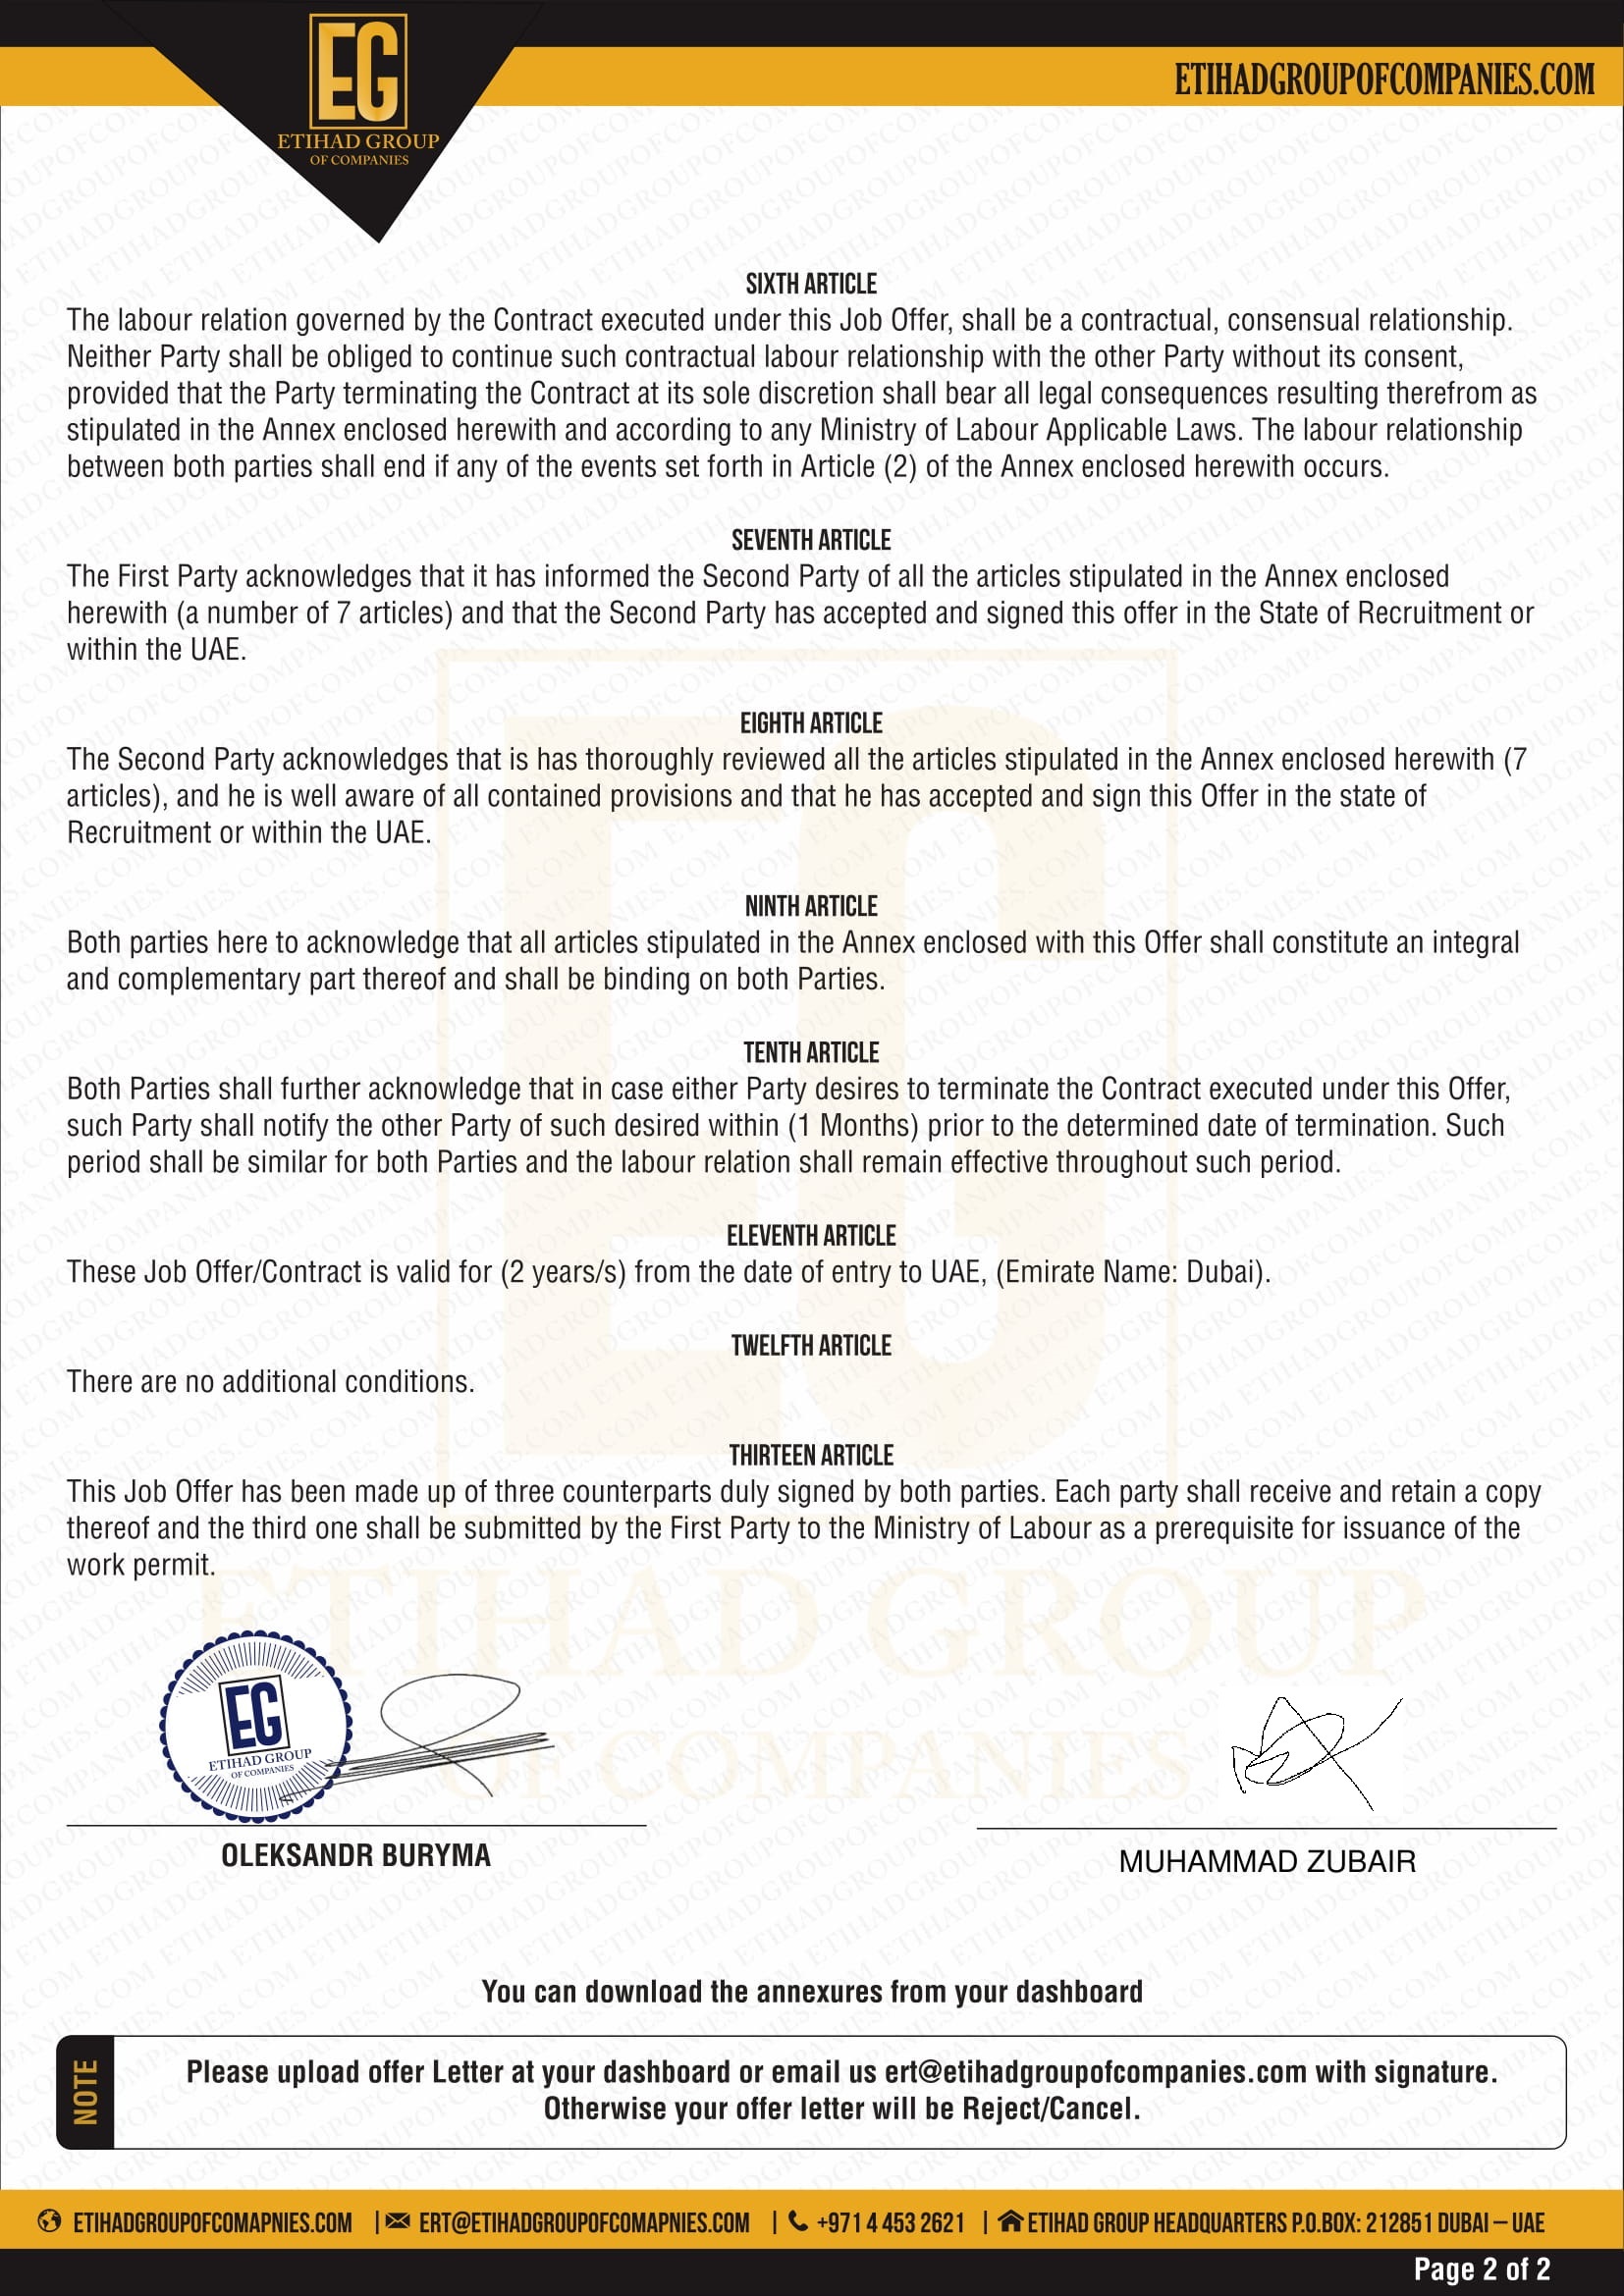 EG
ETIHAD GROUP
OF COMPANIES
ETIHADGROUPOFCOMPANIES.COM
SIXTH ARTICLE
The labour relation governed by the Contract executed under this Job Offer, shall be a contractual, consensual relationship.
Neither Party shall be obliged to continue such contractual labour relationship with the other Party without its consent,
provided that the Party terminating the Contract at its sole discretion shall bear all legal consequences resulting therefrom as
stipulated in the Annex enclosed herewith and according to any Ministry of Labour Applicable Laws. The labour relationship
between both parties shall end if any of the events set forth in Article (2) of the Annex enclosed herewith occurs.
SEVENTH ARTICLE
The First Party acknowledges that it has informed the Second Party of all the articles stipulated in the Annex enclosed
herewith (a number of 7 articles) and that the Second Party has accepted and signed this offer in the State of Recruitment or
within the UAE.
EIGHTH ARTICLE
The Second Party acknowledges that is has thoroughly reviewed all the articles stipulated in the Annex enclosed herewith (7
articles), and he is well aware of all contained provisions and that he has accepted and sign this Offer in the state of
Recruitment or within the UAE.
NINTH ARTICLE
Both parties here to acknowledge that all articles stipulated in the Annex enclosed with this Offer shall constitute an integral
and complementary part thereof and shall be binding on both Parties.
TENTH ARTICLE
Both Parties shall further acknowledge that in case either Party desires to terminate the Contract executed under this Offer,
such Party shall notify the other Party of such desired within (1 Months) prior to the determined date of termination. Such
period shall be similar for both Parties and the labour relation shall remain effective throughout such period.
ELEVENTH ARTICLE
These Job Offer/Contract is valid for (2 years/s) from the date of entry to UAE, (Emirate Name: Dubai).
TWELFTH ARTICLE
There are no additional conditions.
THIRTEEN ARTICLE
This Job Offer has been made up of three counterparts duly signed by both parties. Each party shall receive and retain a copy
thereof and the third one shall be submitted by the First Party to the Ministry of Labour as a prerequisite for issuance of the
work permit.
EG
ETIHAD GROUP
OF COMPANIES
OLEKSANDR BURYMA
MUHAMMAD ZUBAIR
You can download the annexures from your dashboard
NOTE
Please upload offer Letter at your dashboard or email us ert@etihadgroupofcompanies.com with signature.
Otherwise your offer letter will be Reject/Cancel.
ETIHADGROUPOFCOMAPNIES.COM | ERT@ETIHADGROUPOFCOMAPNIES.COM | +971 4 453 2621 | ETIHAD GROUP HEADQUARTERS P.O.BOX: 212851 DUBAI – UAE
Page 2 of 2